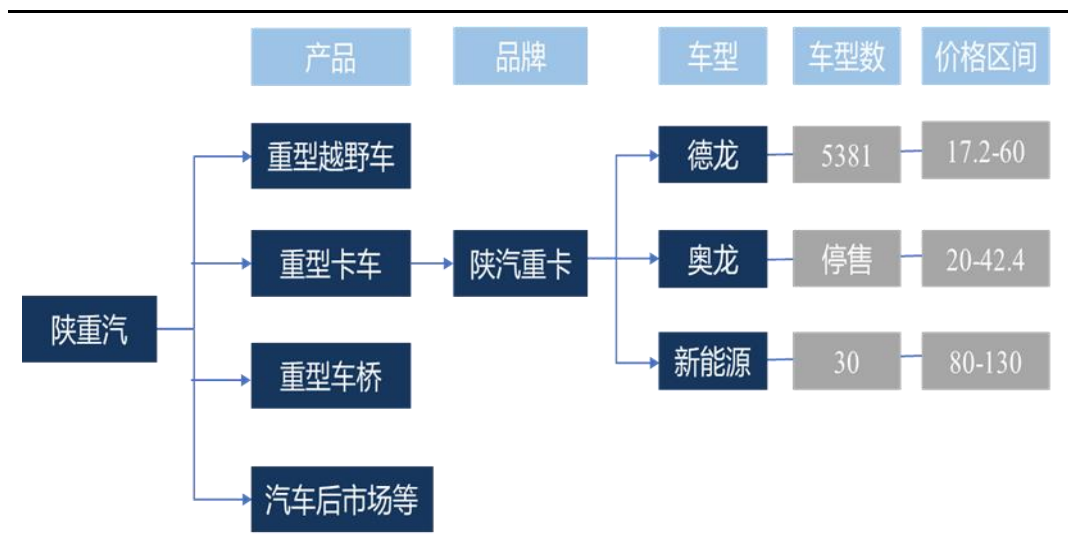 产品 品牌 车型 车型数 价格区间
重型越野车 德龙 5381 17.2-60
重型卡车 陕汽重卡 奥龙 停售 20-42.4
陕重汽
重型车桥 新能源 30 80-130
汽车后市场等